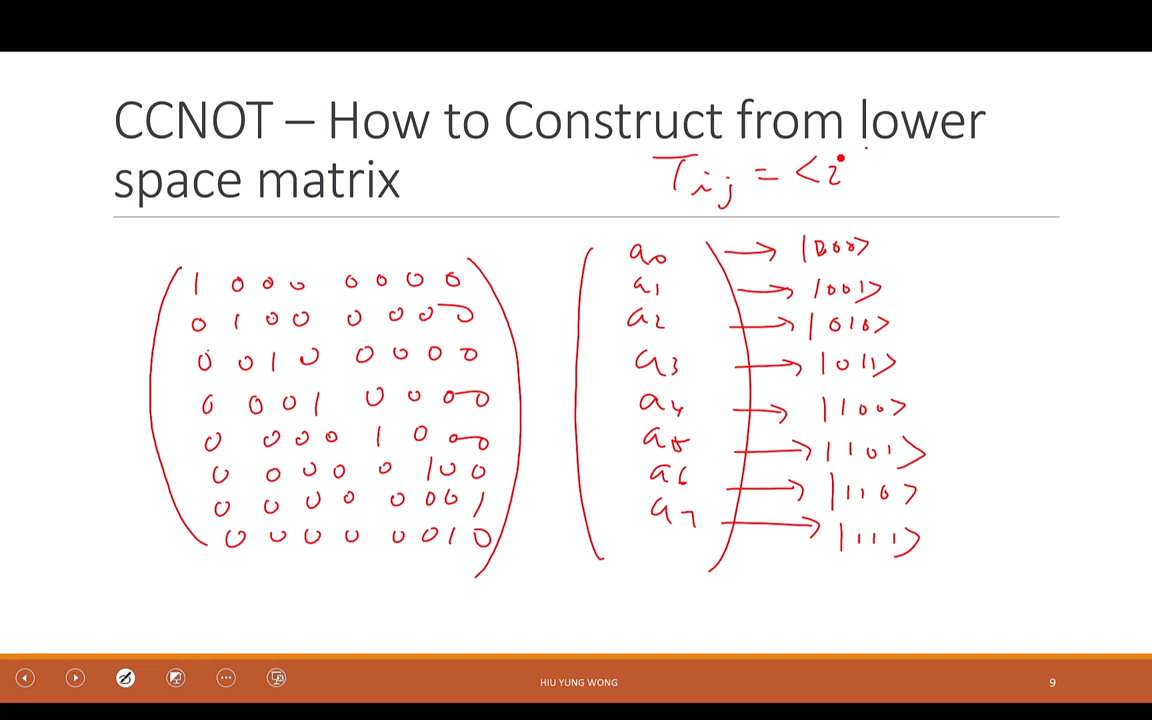 CCNOT – How to Construct from lower
space matrix
T_ij = <i
1 0 0 0 0 0 0 0
0 1 0 0 0 0 0 0
0 0 1 0 0 0 0 0
0 0 0 1 0 0 0 0
0 0 0 0 1 0 0 0
0 0 0 0 0 1 0 0
0 0 0 0 0 0 0 1
0 0 0 0 0 0 1 0
a0 → |000>
a1 → |001>
a2 → |010>
a3 → |011>
a4 → |100>
a5 → |101>
a6 → |110>
a7 → |111>
HIU YUNG WONG
9